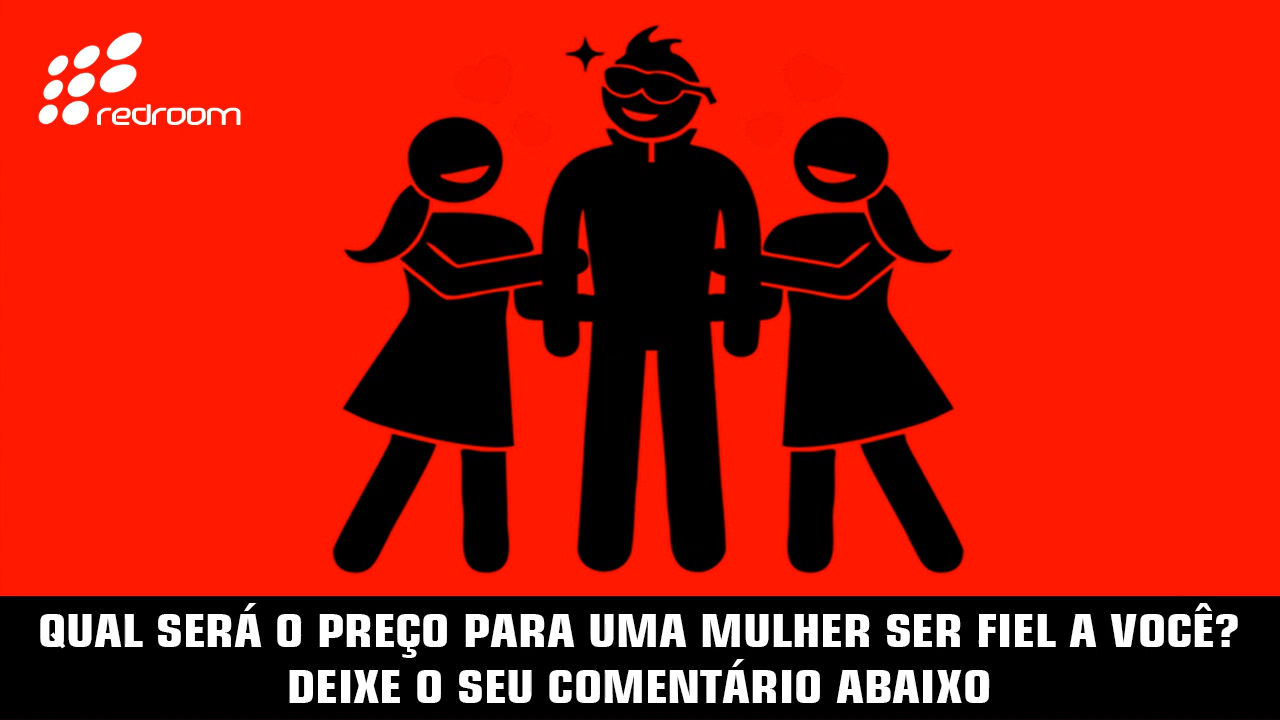 redroom
QUAL SERÁ O PREÇO PARA UMA MULHER SER FIEL A VOCÊ?
DEIXE O SEU COMENTÁRIO ABAIXO